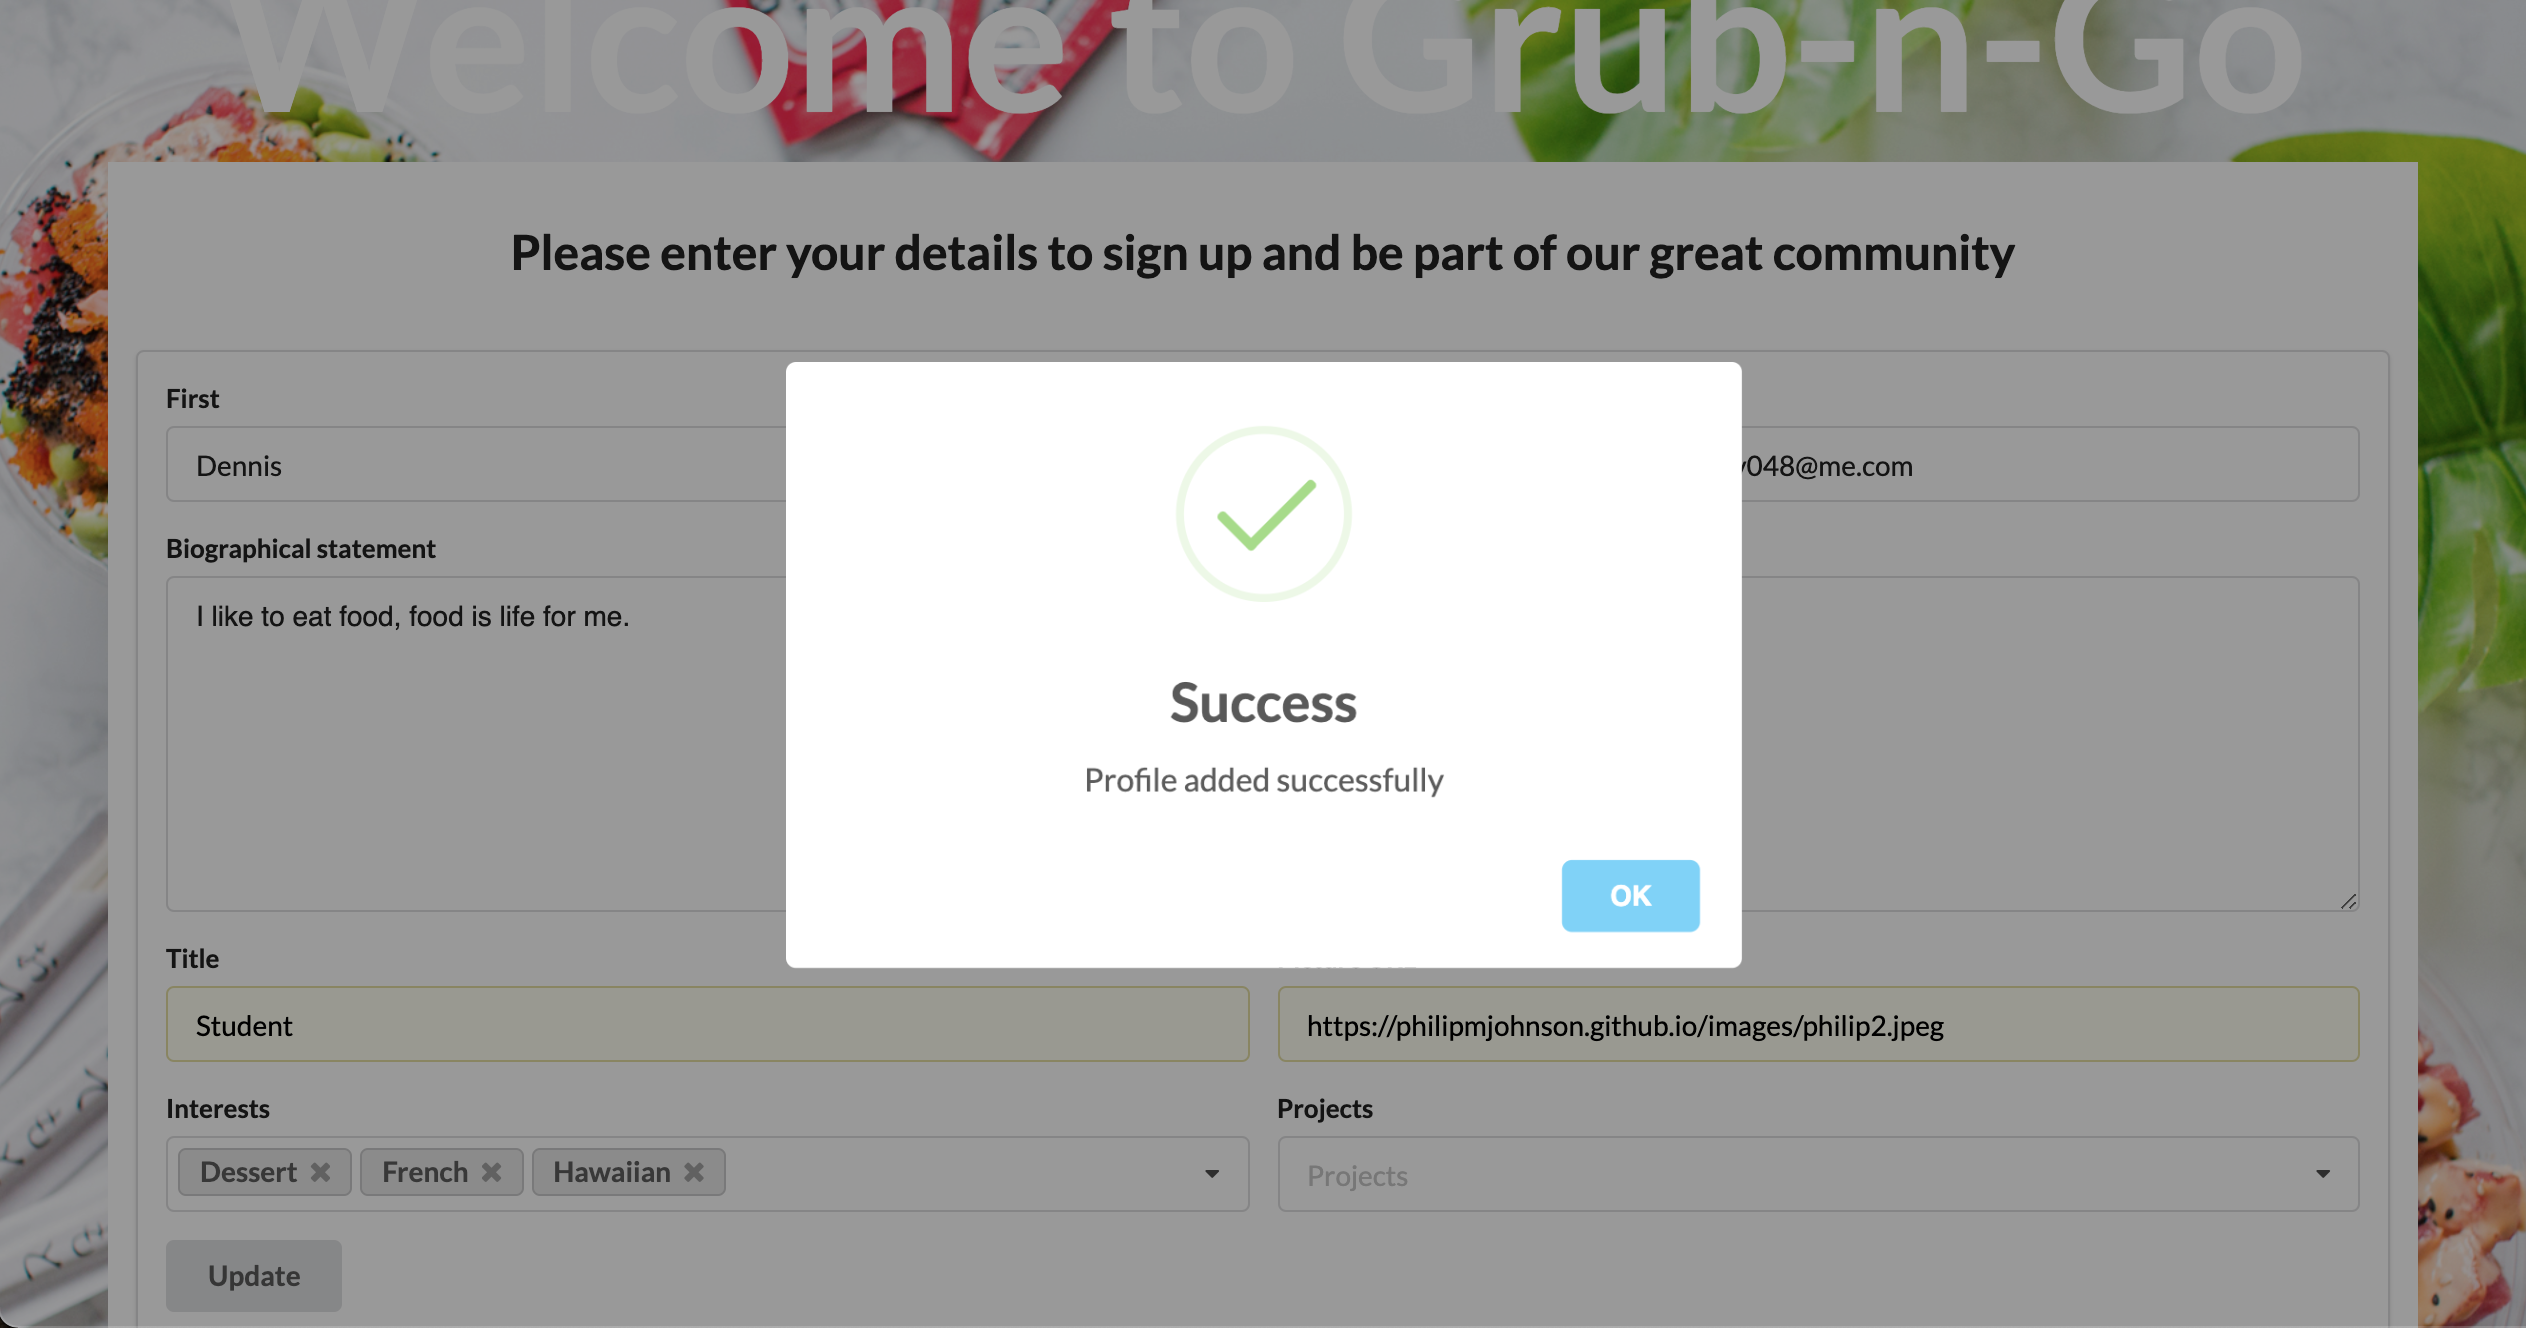 Welcome to Grub-n-Go
Please enter your details to sign up and be part of our great community
First
Dennis
048@me.com
Biographical statement
I like to eat food, food is life for me.
Success
Profile added successfully
OK
Title
Student
https://philipmjohnson.github.io/images/philip2.jpeg
Interests
Projects
Dessert French Hawaiian
Projects
Update